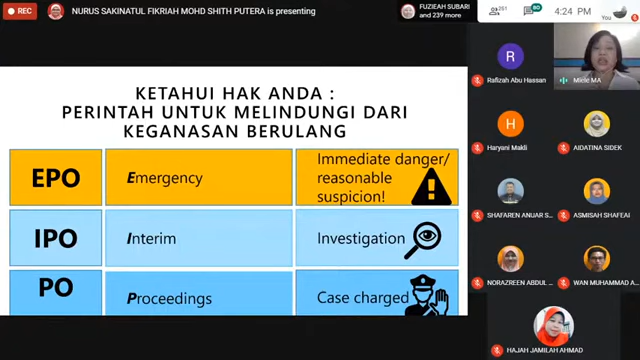 REC
NURUS SAKINATUL FIKRIAH MOHD SHITH PUTERA is presenting
FUZIEAH SUBARI
and 239 more
251
80
4:24 PM
You
KETAHUI HAK ANDA :
PERINTAH UNTUK MELINDUNGI DARI
KEGANASAN BERULANG
EPO
Emergency
Immediate danger/
reasonable
suspicion!
IPO
Interim
Investigation
PO
Proceedings
Case charged
R
Rafizah Abu Hassan
Miele MA
H
Haryani Makli
AIDATINA SIDEK
SHAFAREN ANUAR S...
ASMISAH SHAFEAI
NORAZREEN ABDUL ...
WAN MUHAMMAD A...
HAJAH JAMILAH AHMAD